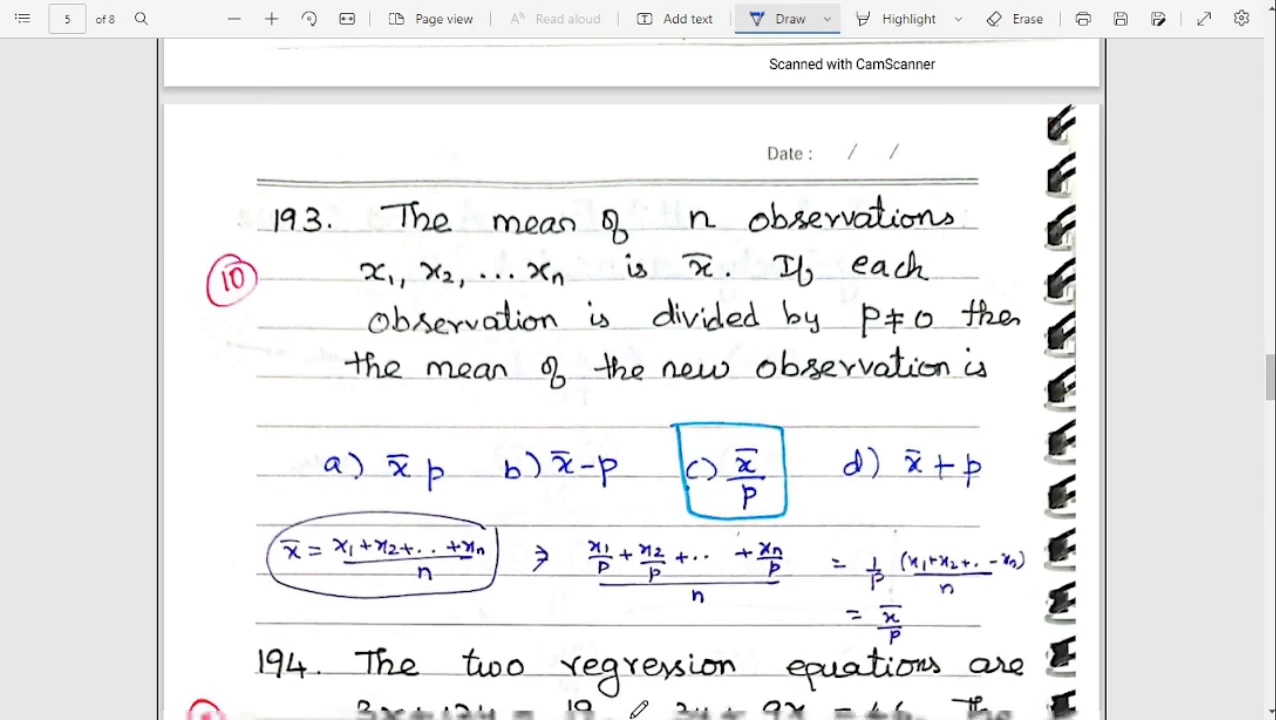 5 of 8 Page view Read aloud Add text Draw Highlight Erase
Scanned with CamScanner
Date : / /
193. The mean of n observations
10
x₁, x₂, ... xₙ is x̄. If each
observation is divided by p≠0 then
the mean of the new observation is
a) x̄ p b) x̄ - p c) x̄/p d) x̄ + p
x̄ = (x₁+x₂+..+xₙ)/n ⇒ (x₁/p + x₂/p + .. + xₙ/p)/n = 1/p (x₁+x₂+..-xₙ)/n
= x̄/p
194. The two regression equations are
The